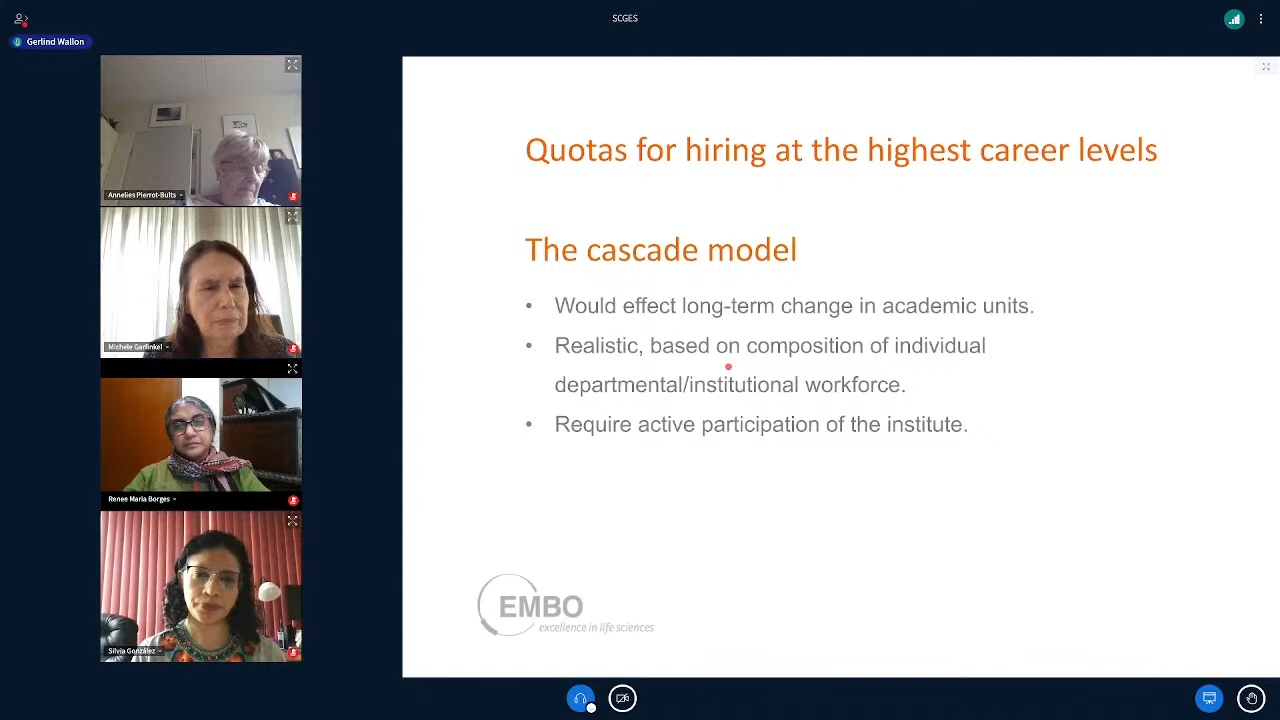 SCGES
Gerlind Wallon
Annelies Pierrot-Bults
Michele Garfinkel
Renee Maria Borges
Silvia González
Quotas for hiring at the highest career levels
The cascade model
• Would effect long-term change in academic units.
• Realistic, based on composition of individual
departmental/institutional workforce.
• Require active participation of the institute.
EMBO
excellence in life sciences